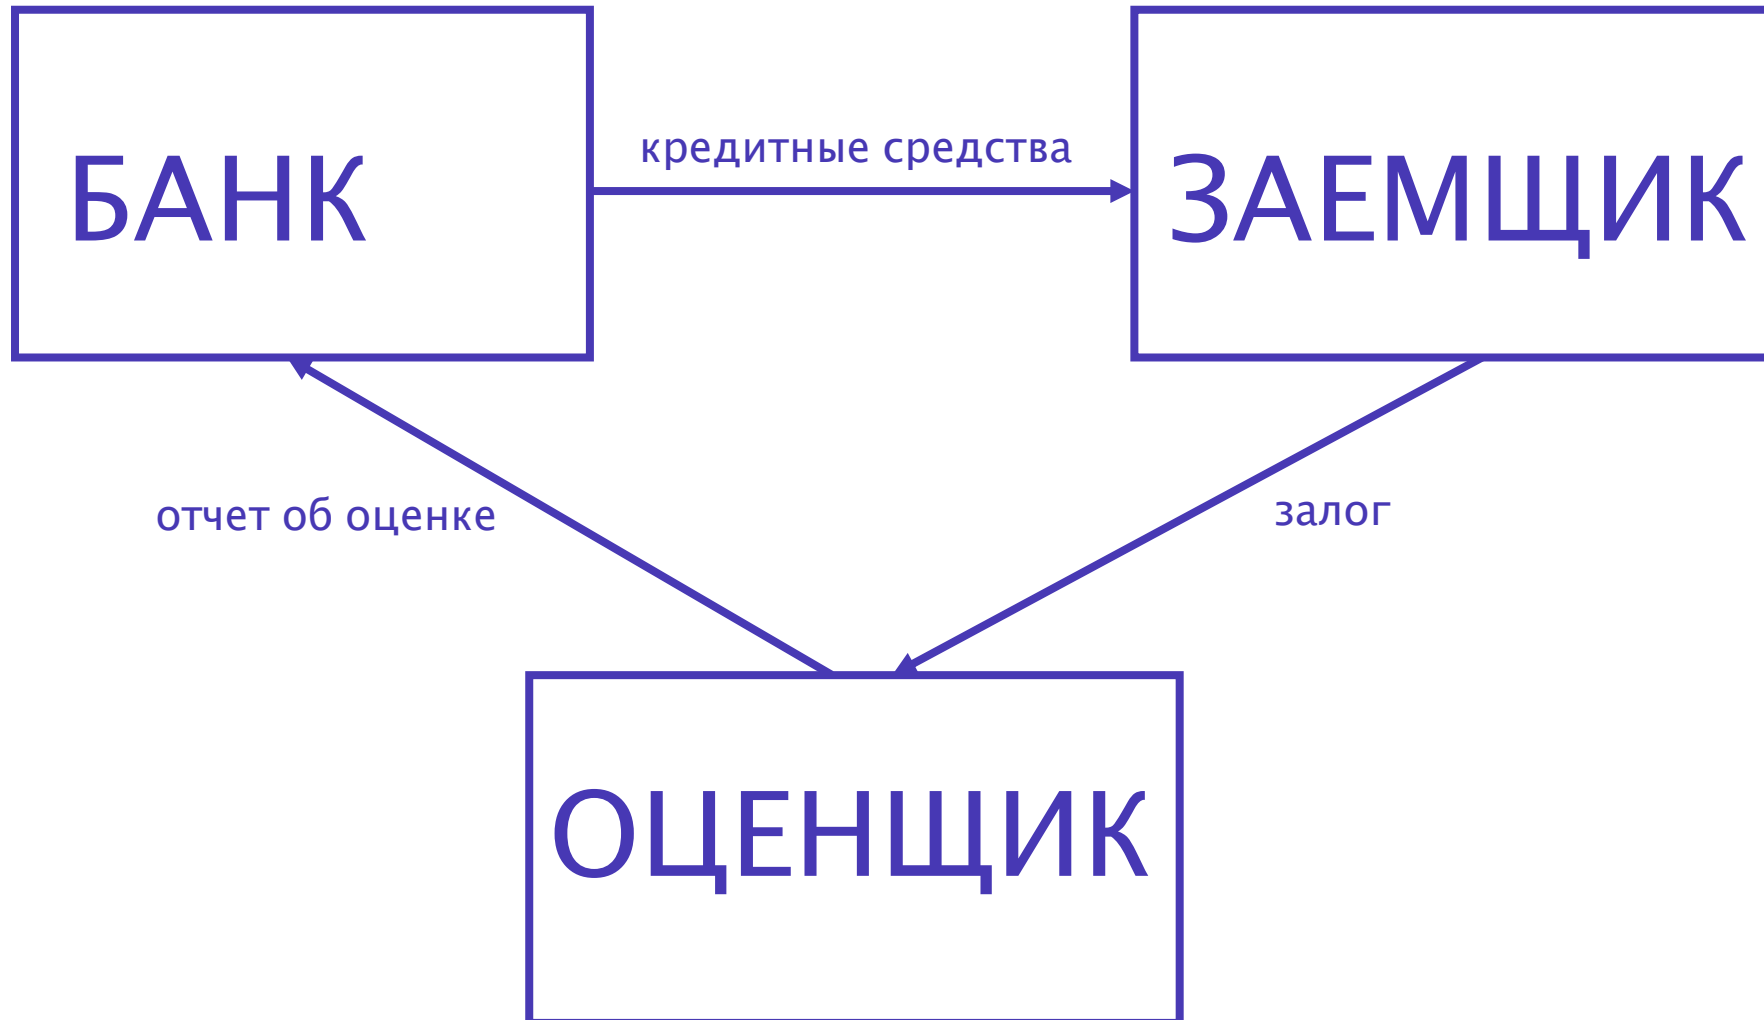 БАНК
кредитные средства
ЗАЕМЩИК
отчет об оценке
залог
ОЦЕНЩИК